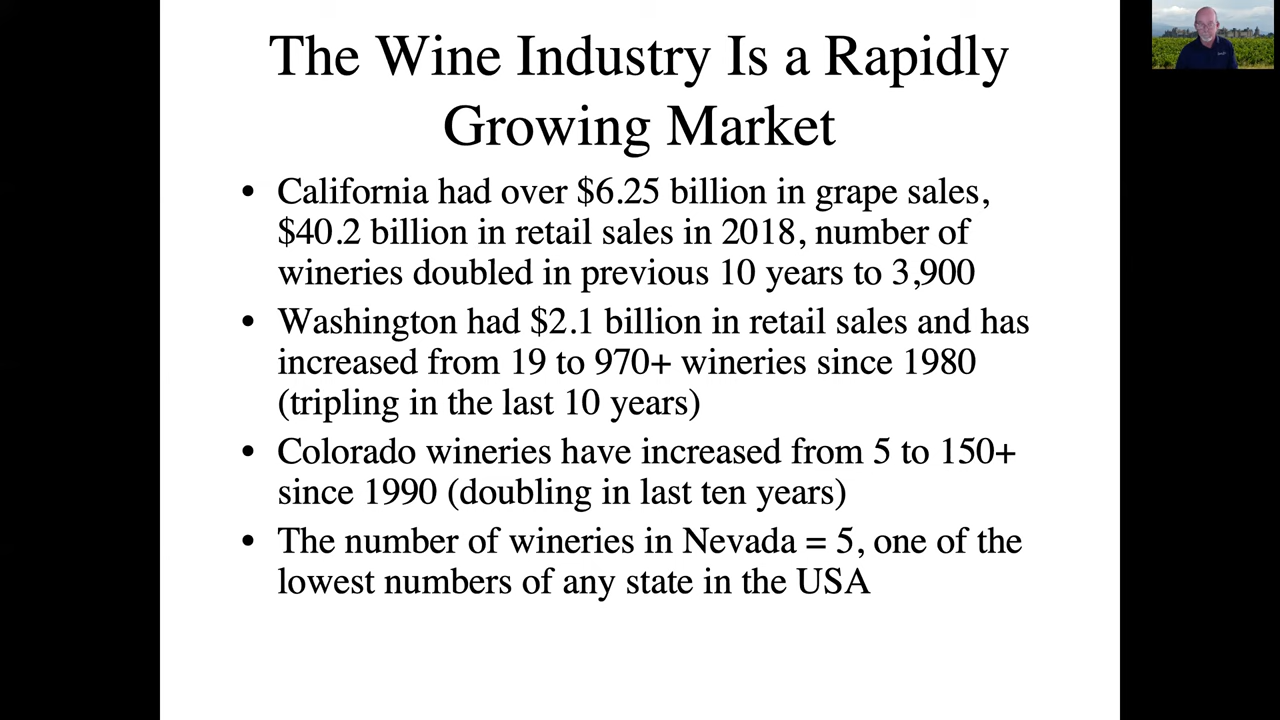 The Wine Industry Is a Rapidly
Growing Market
• California had over $6.25 billion in grape sales,
$40.2 billion in retail sales in 2018, number of
wineries doubled in previous 10 years to 3,900
• Washington had $2.1 billion in retail sales and has
increased from 19 to 970+ wineries since 1980
(tripling in the last 10 years)
• Colorado wineries have increased from 5 to 150+
since 1990 (doubling in last ten years)
• The number of wineries in Nevada = 5, one of the
lowest numbers of any state in the USA